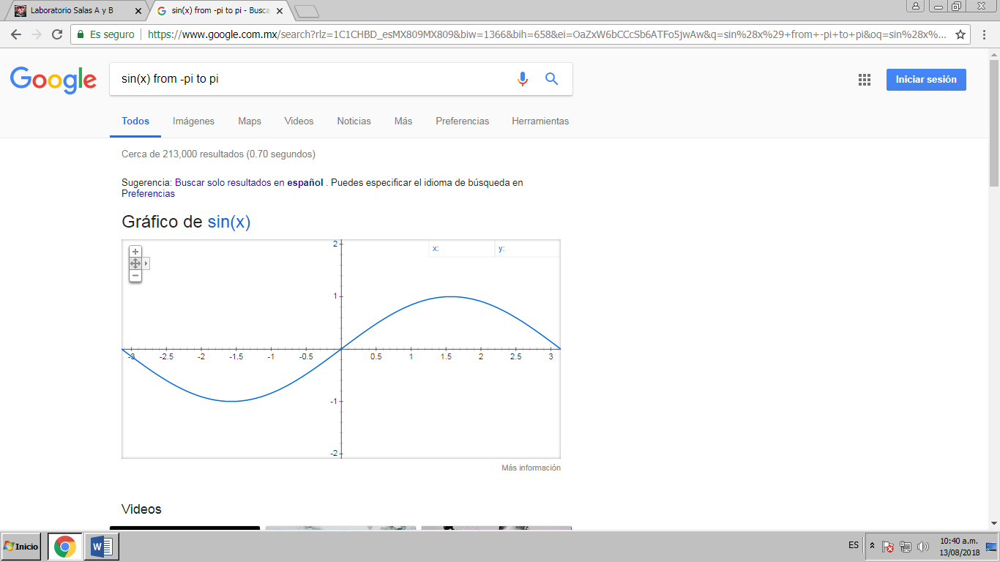 Laboratorio Salas A y B
sin(x) from -pi to pi - Busca
Es seguro
https://www.google.com.mx/search?rlz=1C1CHBD_esMX809MX809&biw=1366&bih=658&ei=OaZxW6bCCcSb6ATFo5jwAw&q=sin%28x%29+from+-pi+to+pi&oq=sin%28x%...
Google
sin(x) from -pi to pi
Iniciar sesión
Todos Imágenes Maps Videos Noticias Más Preferencias Herramientas
Cerca de 213,000 resultados (0.70 segundos)
Sugerencia: Buscar solo resultados en español . Puedes especificar el idioma de búsqueda en
Preferencias
Gráfico de sin(x)
x: y:
2
1
-3 -2.5 -2 -1.5 -1 -0.5 0.5 1 1.5 2 2.5 3
-1
-2
Más información
Videos
Inicio
ES
10:40 a.m.
13/08/2018